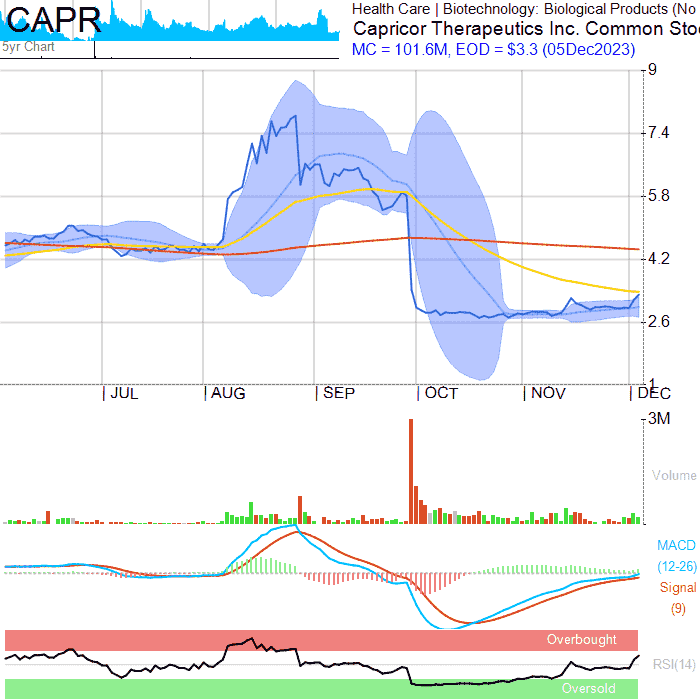 CAPR
5yr Chart
Health Care | Biotechnology: Biological Products (No
Capricor Therapeutics Inc. Common Stoc
MC = 101.6M, EOD = $3.3 (05Dec2023)
9
7.4
5.8
4.2
2.6
1
JUL
AUG
SEP
OCT
NOV
DEC
3M
Volume
MACD
(12-26)
Signal
(9)
Overbought
RSI(14)
Oversold